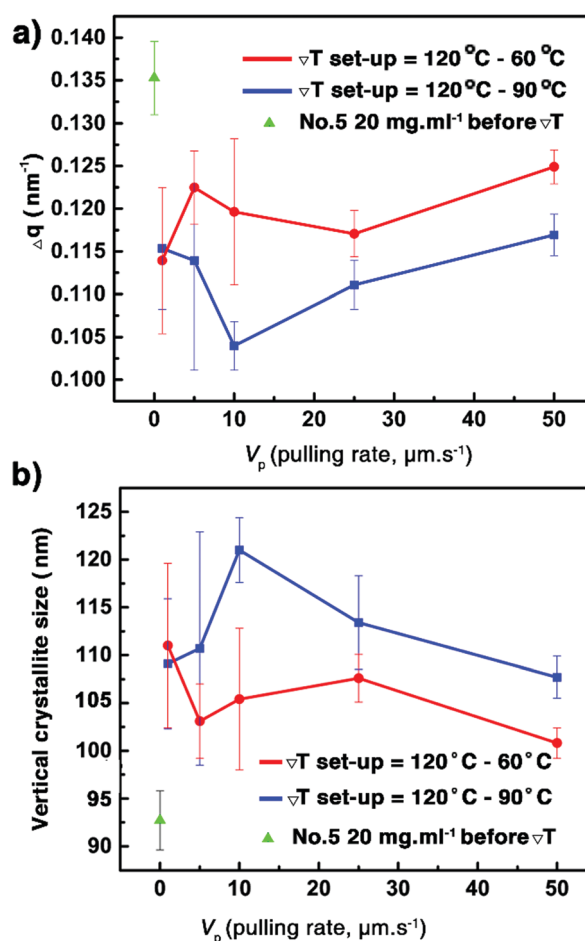 a)
0.140
0.135
0.130
0.125
0.120
0.115
0.110
0.105
0.100
△q (nm⁻¹)
▽T set-up = 120°C - 60°C
▽T set-up = 120°C - 90°C
No.5 20 mg.ml⁻¹ before ▽T
0 10 20 30 40 50
Vp (pulling rate, µm.s⁻¹)
b)
125
120
115
110
105
100
95
90
Vertical crystallite size (nm)
▽T set-up = 120°C - 60°C
▽T set-up = 120°C - 90°C
No.5 20 mg.ml⁻¹ before ▽T
0 10 20 30 40 50
Vp (pulling rate, µm.s⁻¹)